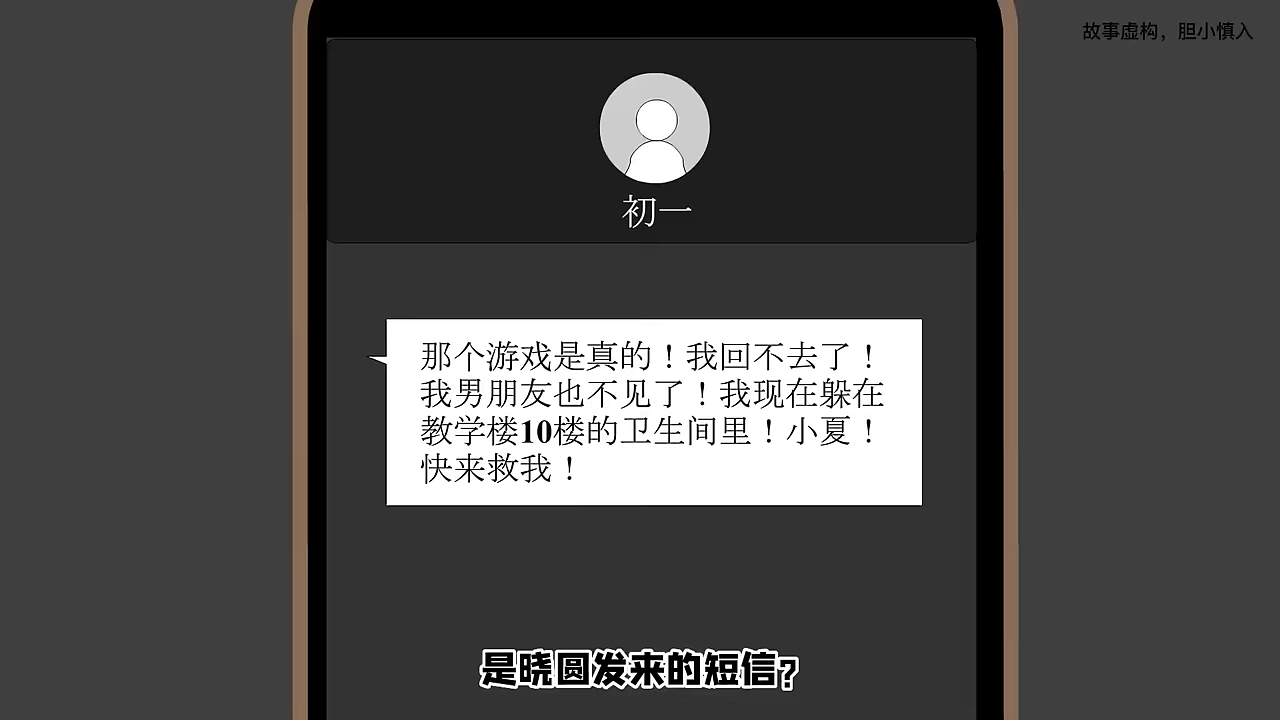 故事虚构，胆小慎入
初一
那个游戏是真的！我回不去了！
我男朋友也不见了！我现在躲在
教学楼10楼的卫生间里！小夏！
快来救我！
是晓圆发来的短信？